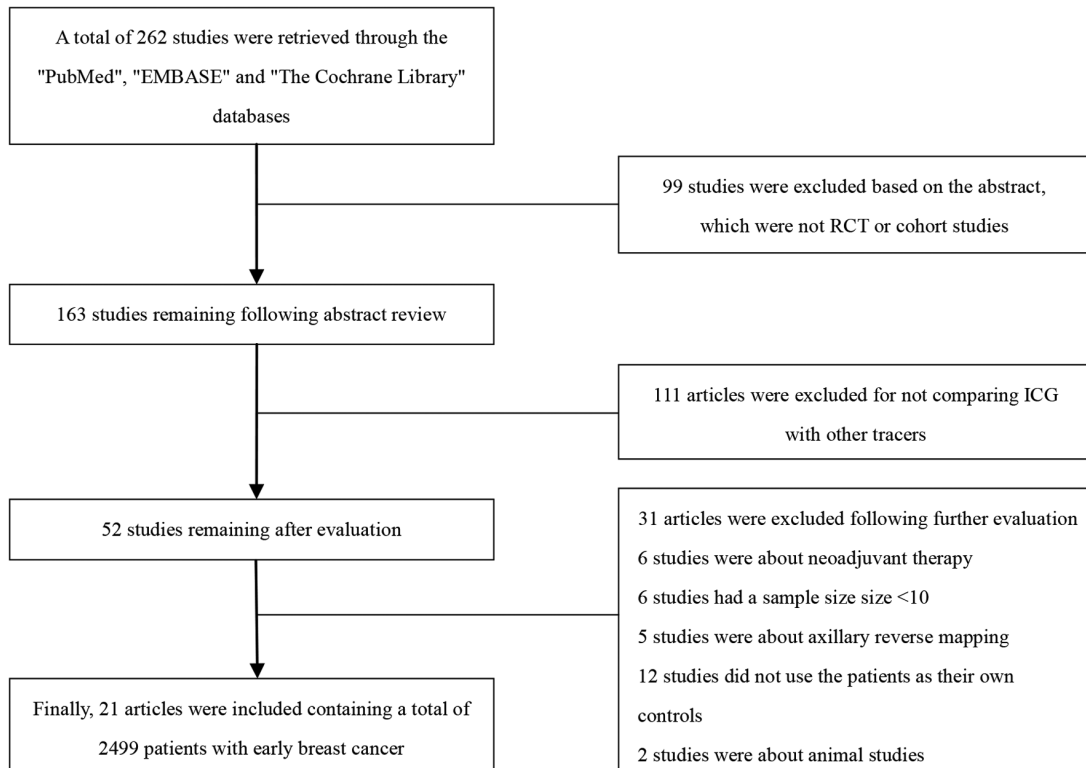 A total of 262 studies were retrieved through the
"PubMed", "EMBASE" and "The Cochrane Library"
databases
99 studies were excluded based on the abstract,
which were not RCT or cohort studies
163 studies remaining following abstract review
111 articles were excluded for not comparing ICG
with other tracers
52 studies remaining after evaluation
31 articles were excluded following further evaluation
6 studies were about neoadjuvant therapy
6 studies had a sample size size <10
5 studies were about axillary reverse mapping
12 studies did not use the patients as their own
controls
2 studies were about animal studies
Finally, 21 articles were included containing a total of
2499 patients with early breast cancer